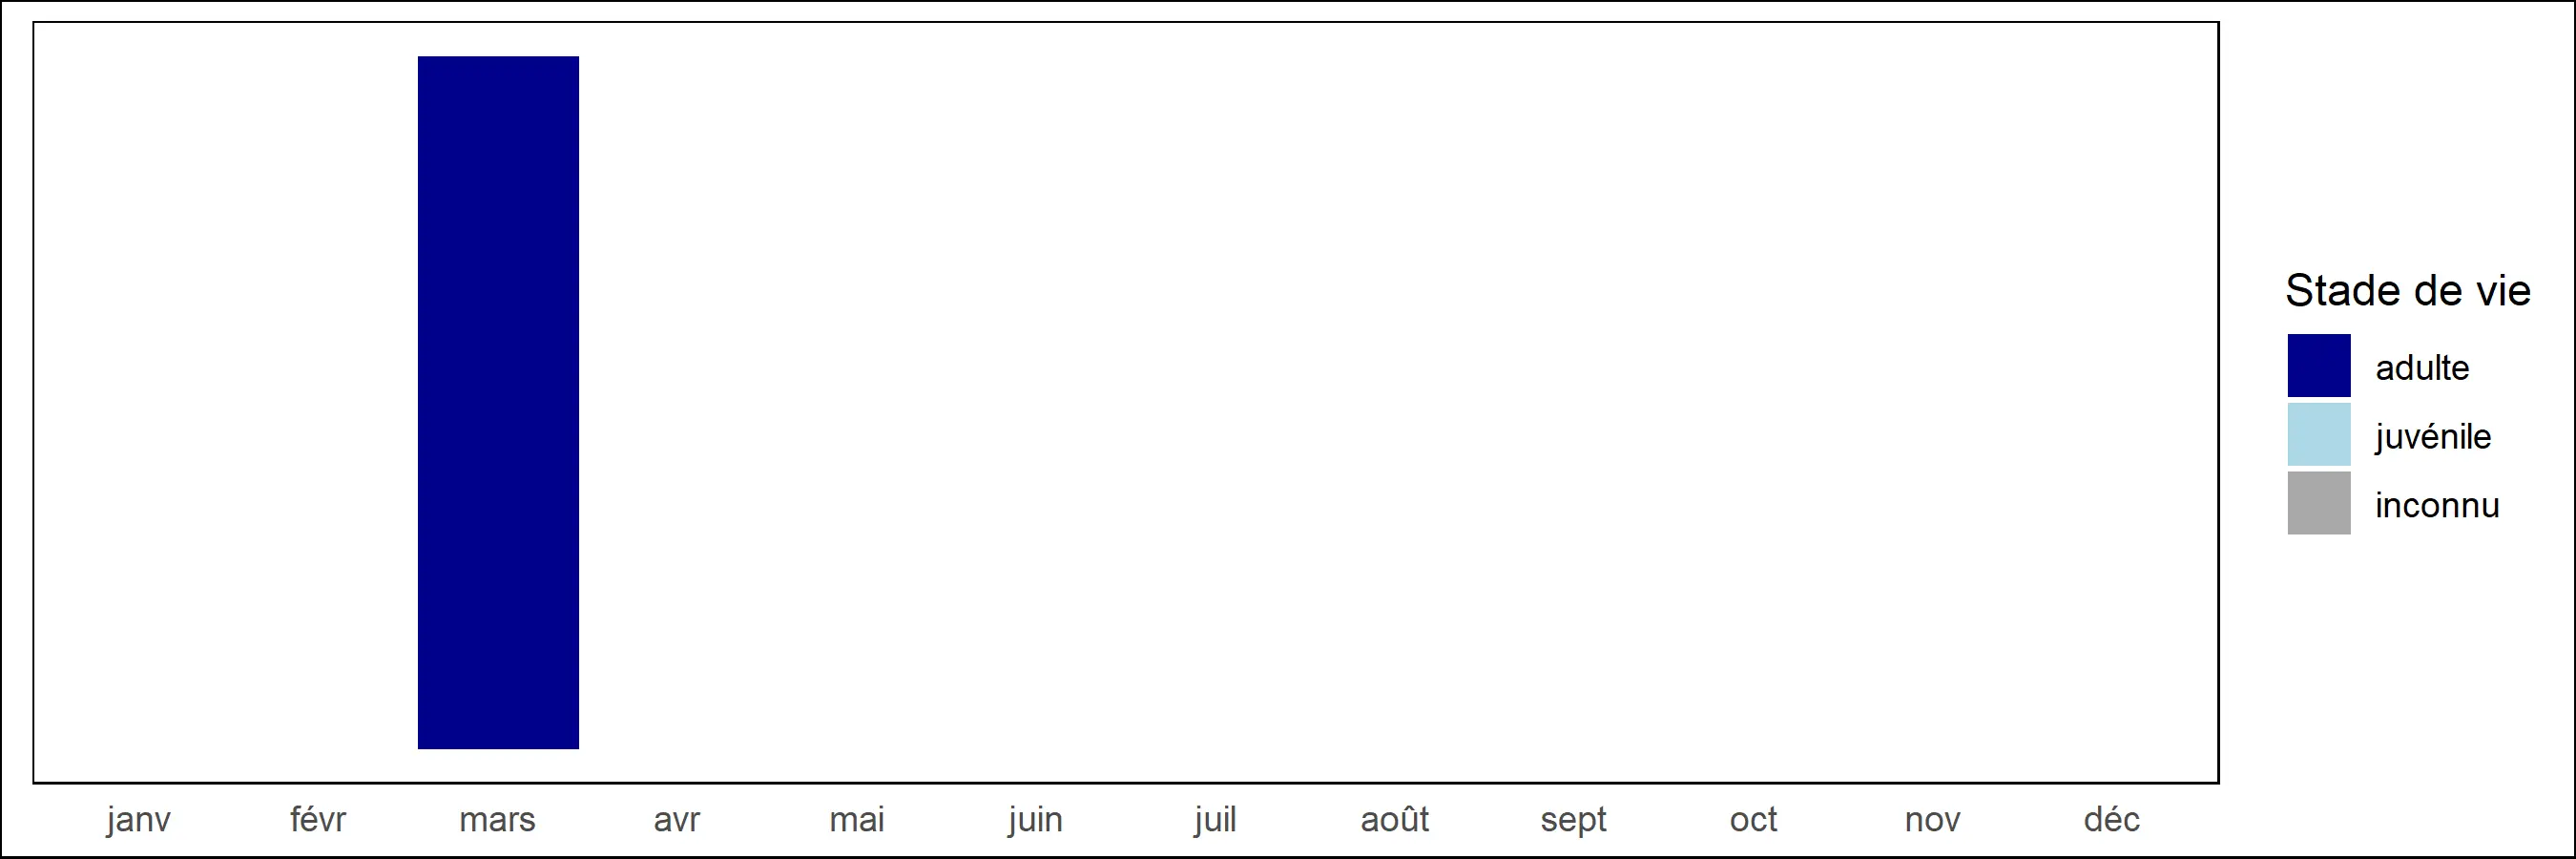 Stade de vie
adulte
juvénile
inconnu
janv févr mars avr mai juin juil août sept oct nov déc